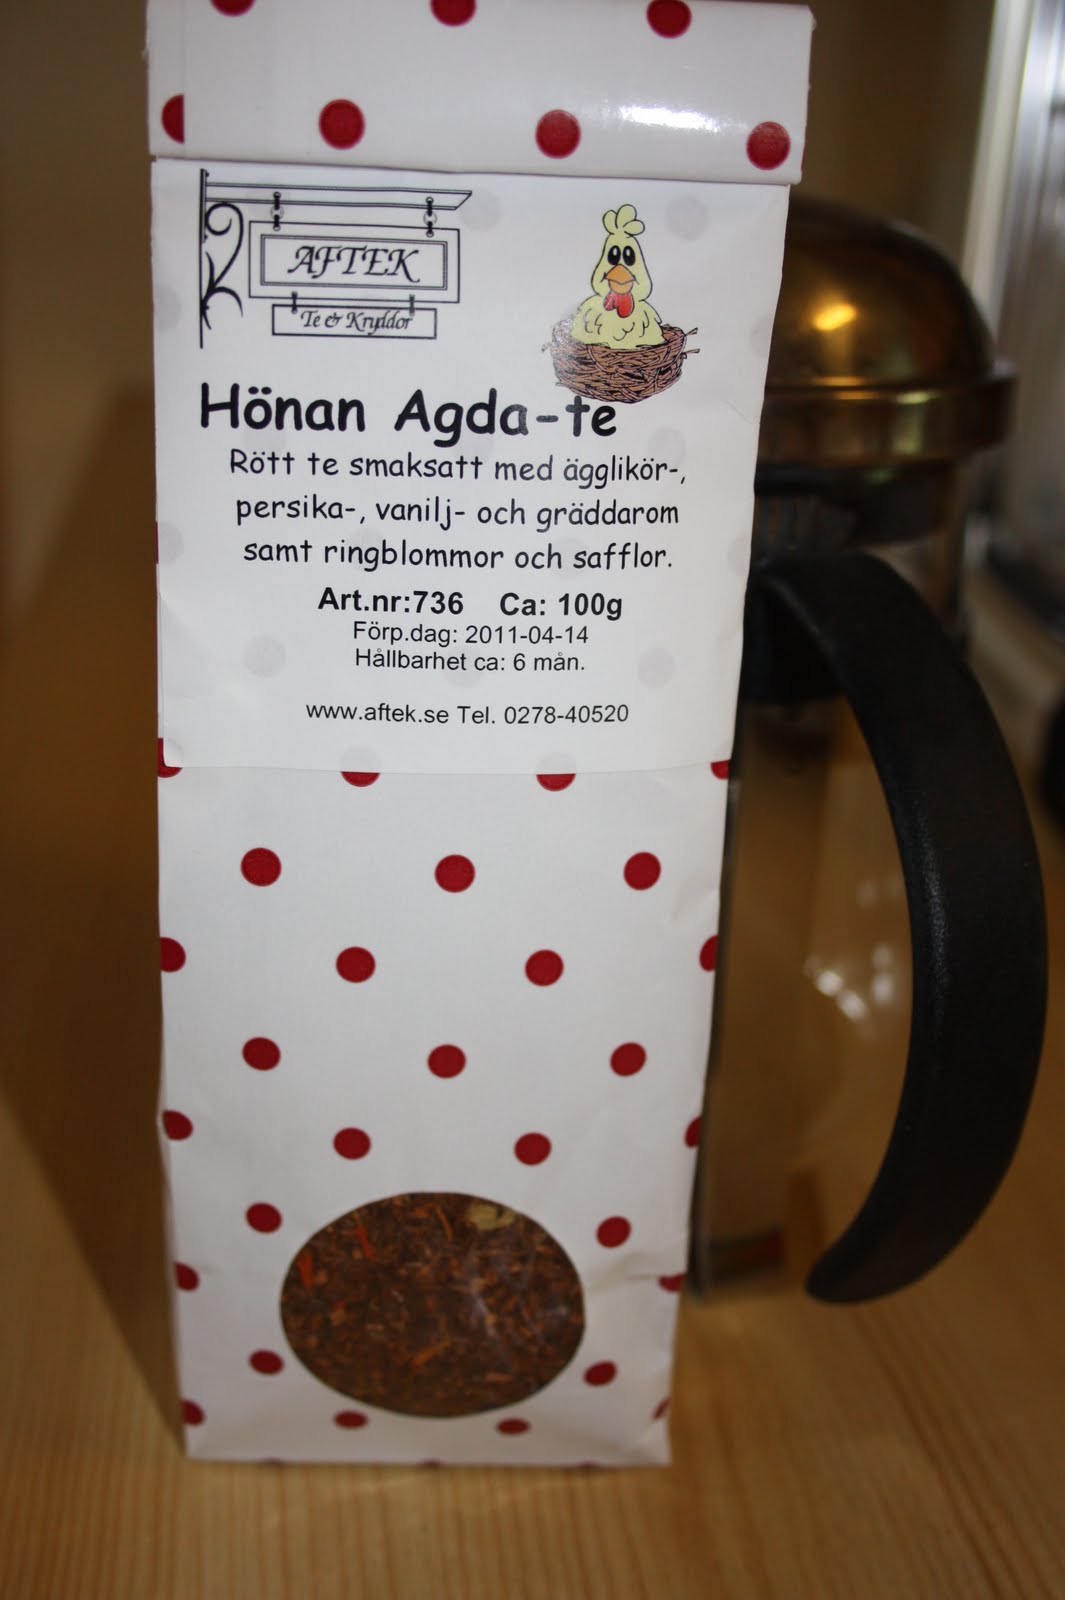 AFTEK
Te & Kryddor
Hönan Agda-te
Rött te smaksatt med ägglikör-,
persika-, vanilj- och gräddarom
samt ringblommor och safflor.
Art.nr:736 Ca: 100g
Förp.dag: 2011-04-14
Hållbarhet ca: 6 mån.
www.aftek.se Tel. 0278-40520